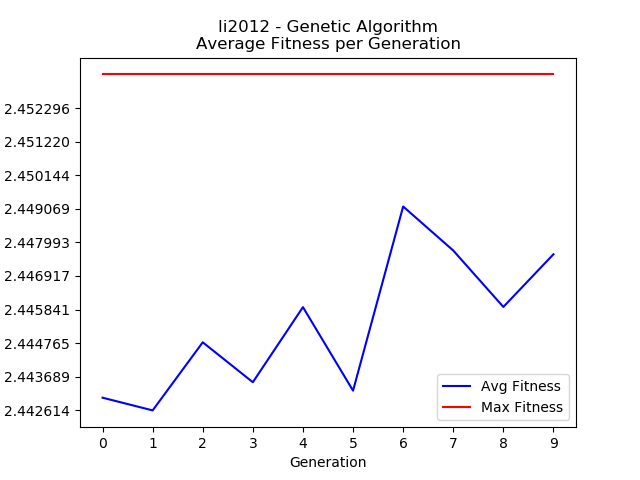 li2012 - Genetic Algorithm
Average Fitness per Generation
2.452296
2.451220
2.450144
2.449069
2.447993
2.446917
2.445841
2.444765
2.443689
2.442614
Avg Fitness
Max Fitness
0 1 2 3 4 5 6 7 8 9
Generation